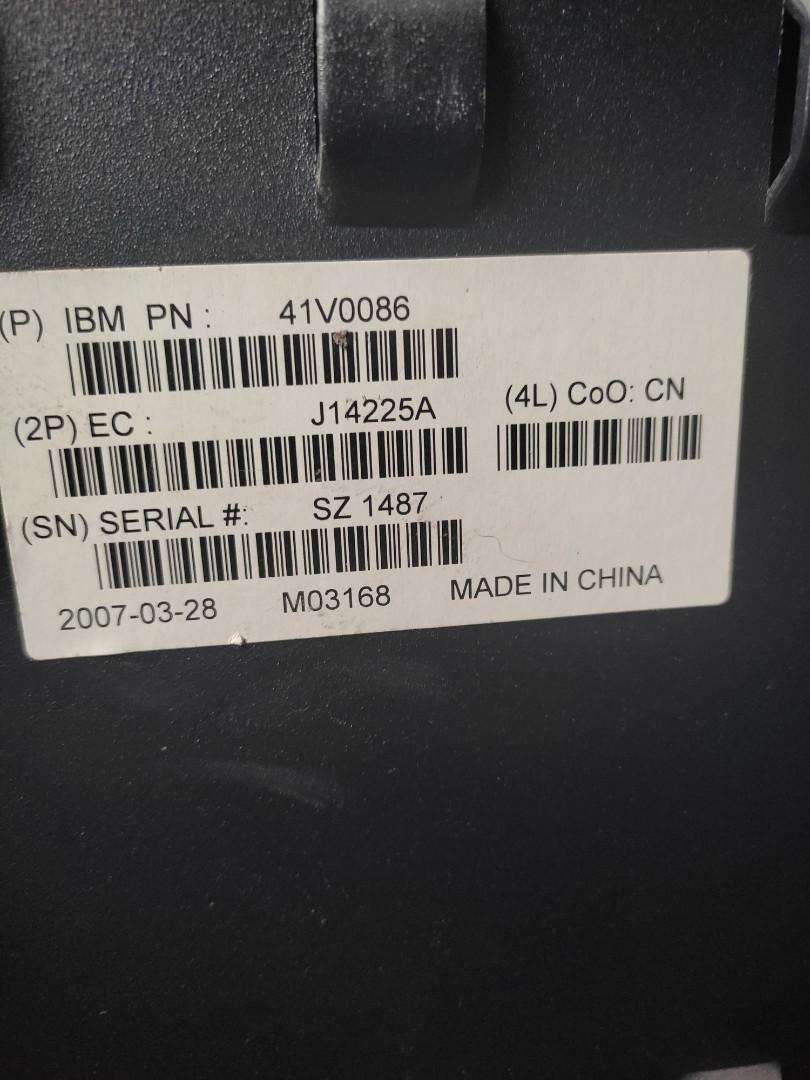 (P) IBM PN : 41V0086
(2P) EC : J14225A
(4L) CoO: CN
(SN) SERIAL #: SZ 1487
2007-03-28 M03168 MADE IN CHINA